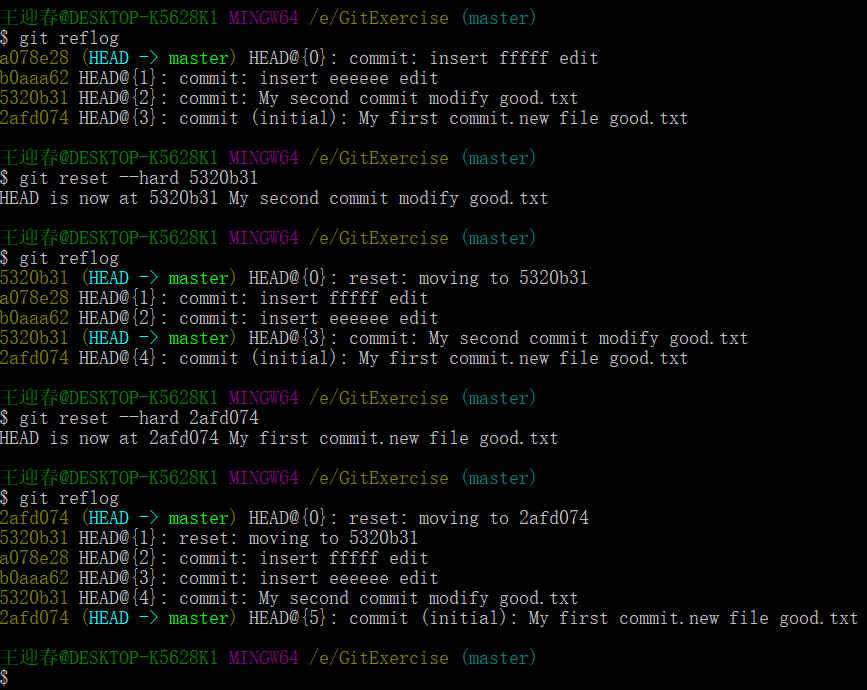 王迎春@DESKTOP-K5628K1 MINGW64 /e/GitExercise (master)
$ git reflog
a078e28 (HEAD -> master) HEAD@{0}: commit: insert fffff edit
b0aaa62 HEAD@{1}: commit: insert eeeeee edit
5320b31 HEAD@{2}: commit: My second commit modify good.txt
2afd074 HEAD@{3}: commit (initial): My first commit.new file good.txt
王迎春@DESKTOP-K5628K1 MINGW64 /e/GitExercise (master)
$ git reset --hard 5320b31
HEAD is now at 5320b31 My second commit modify good.txt
王迎春@DESKTOP-K5628K1 MINGW64 /e/GitExercise (master)
$ git reflog
5320b31 (HEAD -> master) HEAD@{0}: reset: moving to 5320b31
a078e28 HEAD@{1}: commit: insert fffff edit
b0aaa62 HEAD@{2}: commit: insert eeeeee edit
5320b31 (HEAD -> master) HEAD@{3}: commit: My second commit modify good.txt
2afd074 HEAD@{4}: commit (initial): My first commit.new file good.txt
王迎春@DESKTOP-K5628K1 MINGW64 /e/GitExercise (master)
$ git reset --hard 2afd074
HEAD is now at 2afd074 My first commit.new file good.txt
王迎春@DESKTOP-K5628K1 MINGW64 /e/GitExercise (master)
$ git reflog
2afd074 (HEAD -> master) HEAD@{0}: reset: moving to 2afd074
5320b31 HEAD@{1}: reset: moving to 5320b31
a078e28 HEAD@{2}: commit: insert fffff edit
b0aaa62 HEAD@{3}: commit: insert eeeeee edit
5320b31 HEAD@{4}: commit: My second commit modify good.txt
2afd074 (HEAD -> master) HEAD@{5}: commit (initial): My first commit.new file good.txt
王迎春@DESKTOP-K5628K1 MINGW64 /e/GitExercise (master)
$